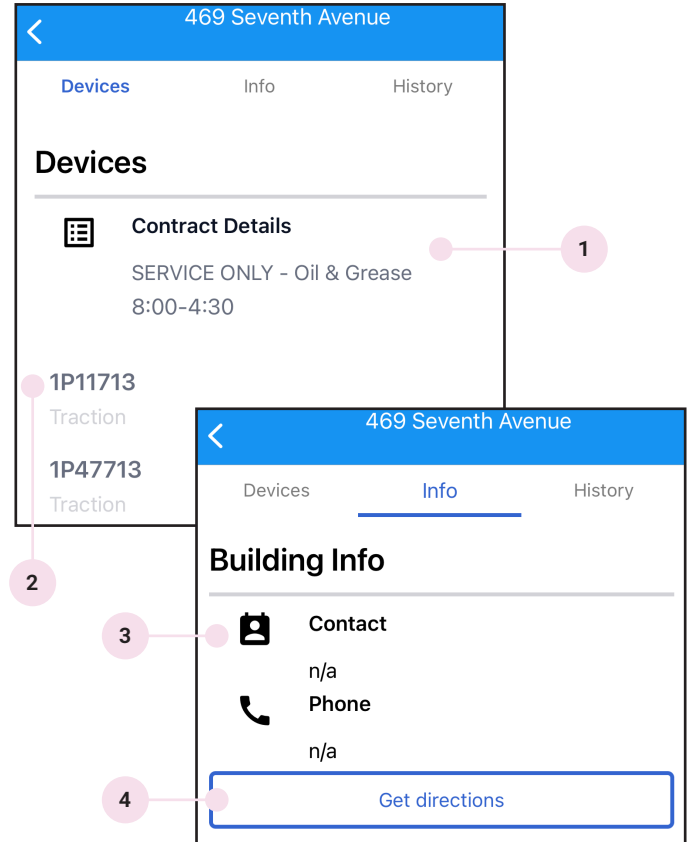 469 Seventh Avenue
Devices Info History
Devices
Contract Details
SERVICE ONLY - Oil & Grease
8:00-4:30
1
1P11713
Traction
1P47713
Traction
2
469 Seventh Avenue
Devices Info History
Building Info
Contact
n/a
3
Phone
n/a
Get directions
4